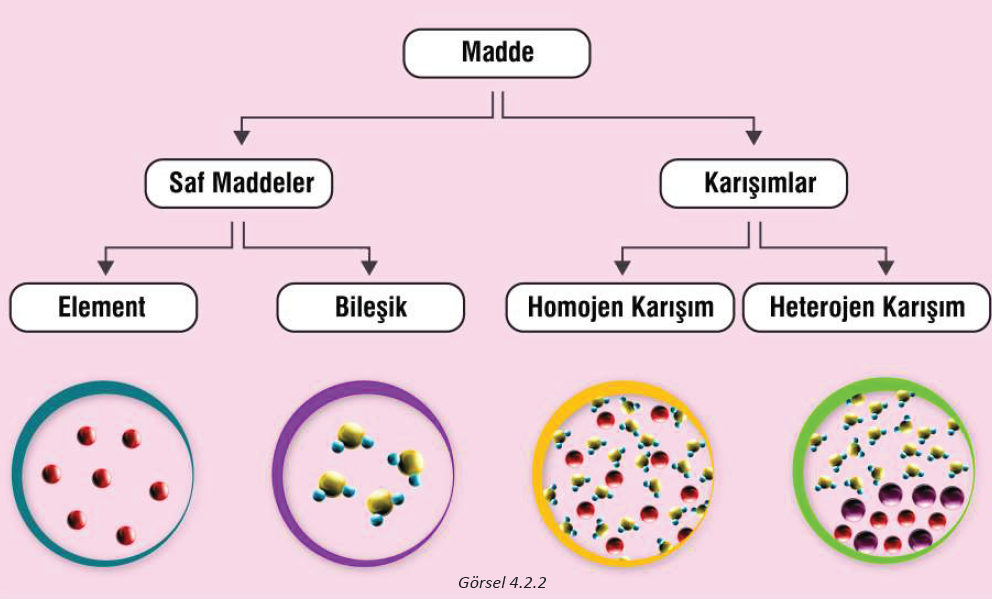 Madde
Saf Maddeler
Karışımlar
Element
Bileşik
Homojen Karışım
Heterojen Karışım
Görsel 4.2.2